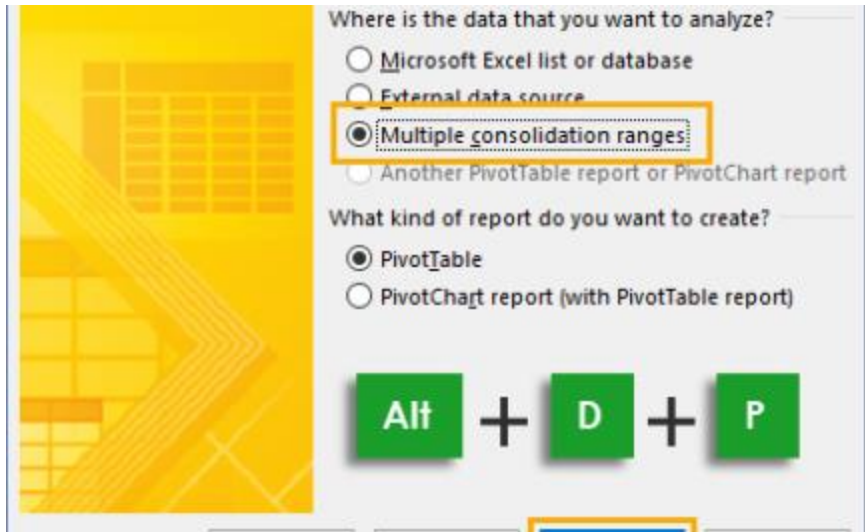 Where is the data that you want to analyze?
Microsoft Excel list or database
External data source
Multiple consolidation ranges
Another PivotTable report or PivotChart report
What kind of report do you want to create?
PivotTable
PivotChart report (with PivotTable report)
Alt + D + P